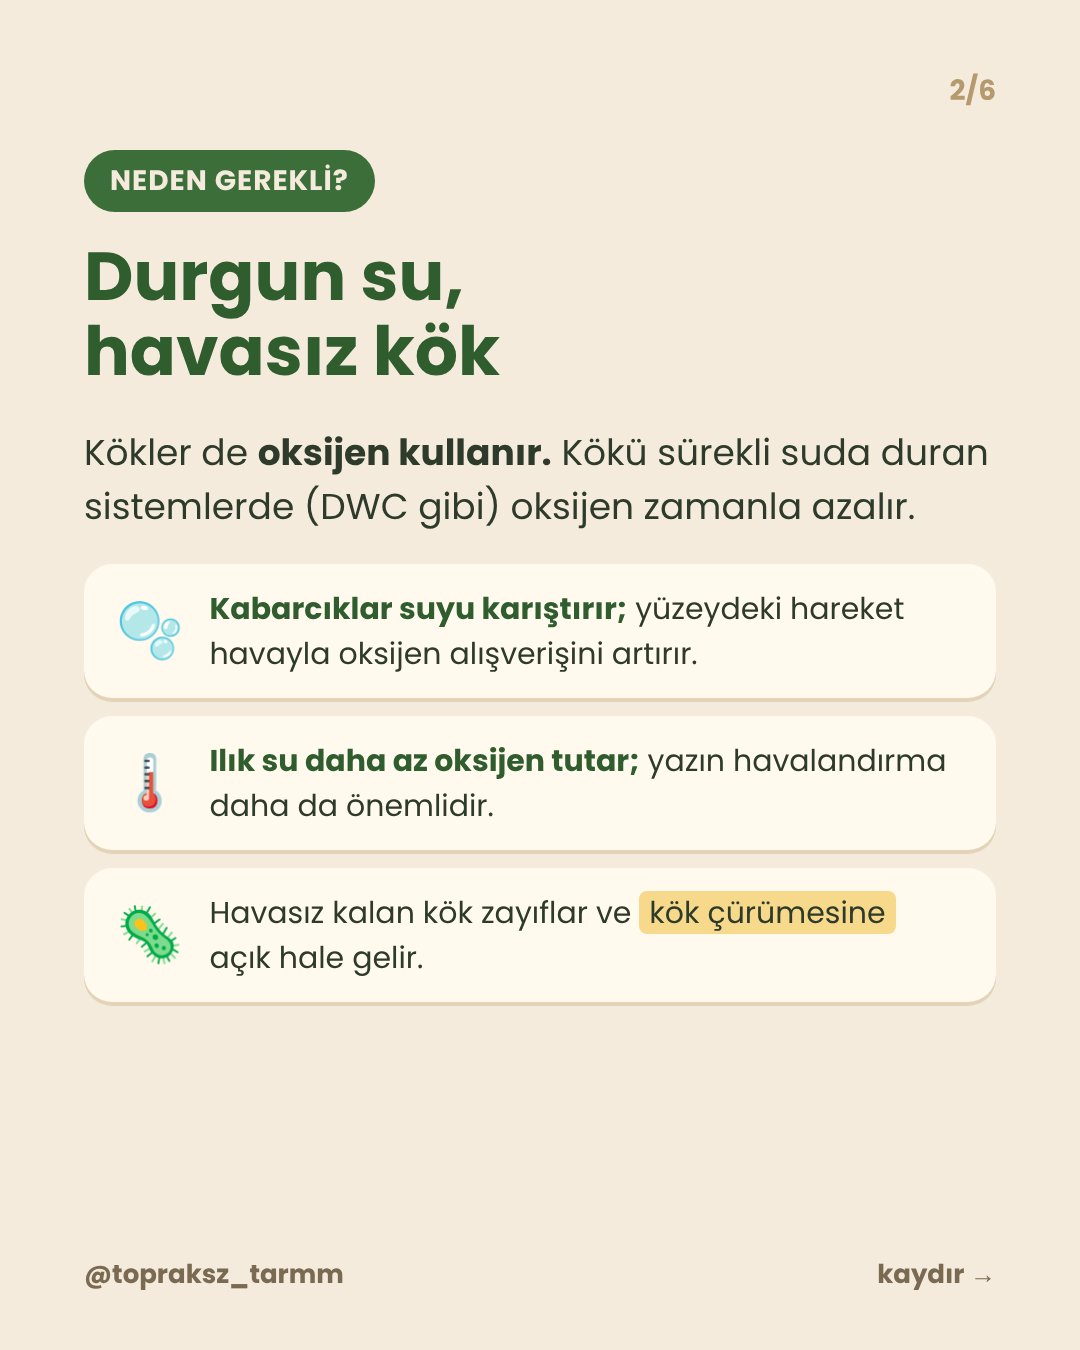 2/6
NEDEN GEREKLİ?
Durgun su,
havasız kök
Kökler de oksijen kullanır. Kökü sürekli suda duran
sistemlerde (DWC gibi) oksijen zamanla azalır.
Kabarcıklar suyu karıştırır; yüzeydeki hareket
havayla oksijen alışverişini artırır.
Ilık su daha az oksijen tutar; yazın havalandırma
daha da önemlidir.
Havasız kalan kök zayıflar ve kök çürümesine
açık hale gelir.
@topraksz_tarmm
kaydır →